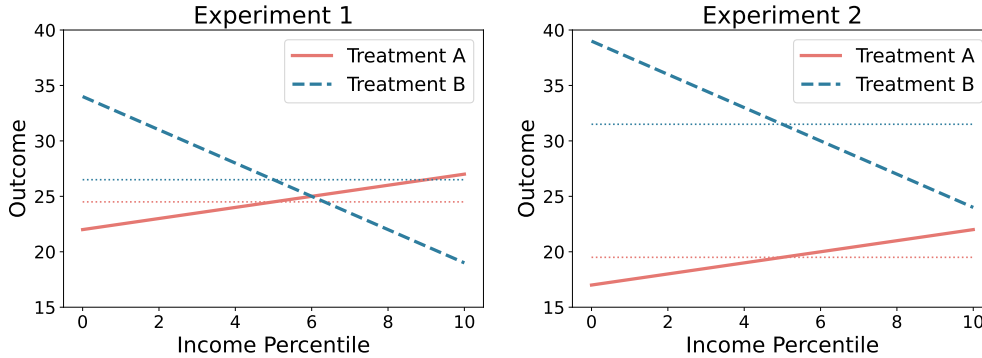 Experiment 1
40
35
30
25
20
15
Outcome
0 2 4 6 8 10
Income Percentile
Treatment A
Treatment B
Experiment 2
40
35
30
25
20
15
Outcome
0 2 4 6 8 10
Income Percentile
Treatment A
Treatment B